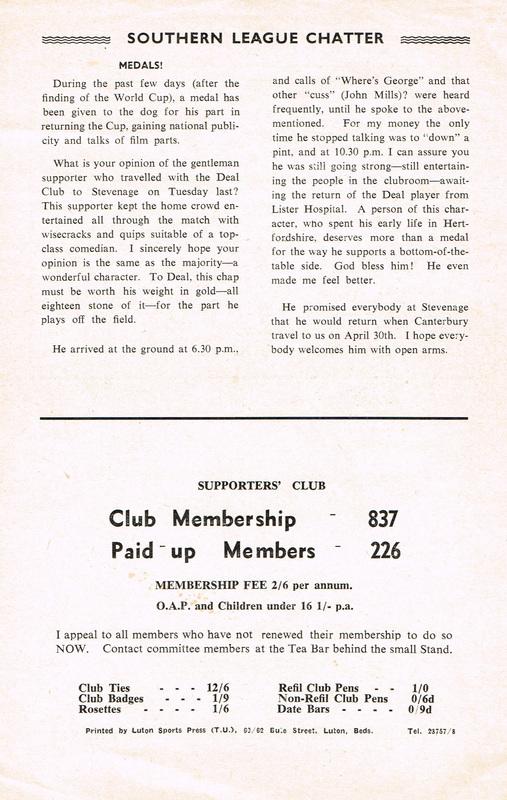 SOUTHERN LEAGUE CHATTER
MEDALS!
During the past few days (after the
finding of the World Cup), a medal has
been given to the dog for his part in
returning the Cup, gaining national publi-
city and talks of film parts.
What is your opinion of the gentleman
supporter who travelled with the Deal
Club to Stevenage on Tuesday last?
This supporter kept the home crowd en-
tertained all through the match with
wisecracks and quips suitable of a top-
class comedian. I sincerely hope your
opinion is the same as the majority—a
wonderful character. To Deal, this chap
must be worth his weight in gold—all
eighteen stone of it—for the part he
plays off the field.
He arrived at the ground at 6.30 p.m.,
and calls of "Where's George" and that
other "cuss" (John Mills)? were heard
frequently, until he spoke to the above-
mentioned. For my money the only
time he stopped talking was to "down" a
pint, and at 10.30 p.m. I can assure you
he was still going strong—still entertain-
ing the people in the clubroom—await-
ing the return of the Deal player from
Lister Hospital. A person of this char-
acter, who spent his early life in Hert-
fordshire, deserves more than a medal
for the way he supports a bottom-of-the-
table side. God bless him! He even
made me feel better.
He promised everybody at Stevenage
that he would return when Canterbury
travel to us on April 30th. I hope every-
body welcomes him with open arms.
SUPPORTERS' CLUB
Club Membership - 837
Paid-up Members - 226
MEMBERSHIP FEE 2/6 per annum.
O.A.P. and Children under 16 1/- p.a.
I appeal to all members who have not renewed their membership to do so
NOW. Contact committee members at the Tea Bar behind the small Stand.
Club Ties - - - 12/6
Club Badges - - - 1/9
Rosettes - - - - 1/6
Refil Club Pens - - 1/0
Non-Refil Club Pens 0/6d
Date Bars - - - - 0/9d
Printed by Luton Sports Press (T.U.), Street, Luton, Beds. Tel. 23757/8